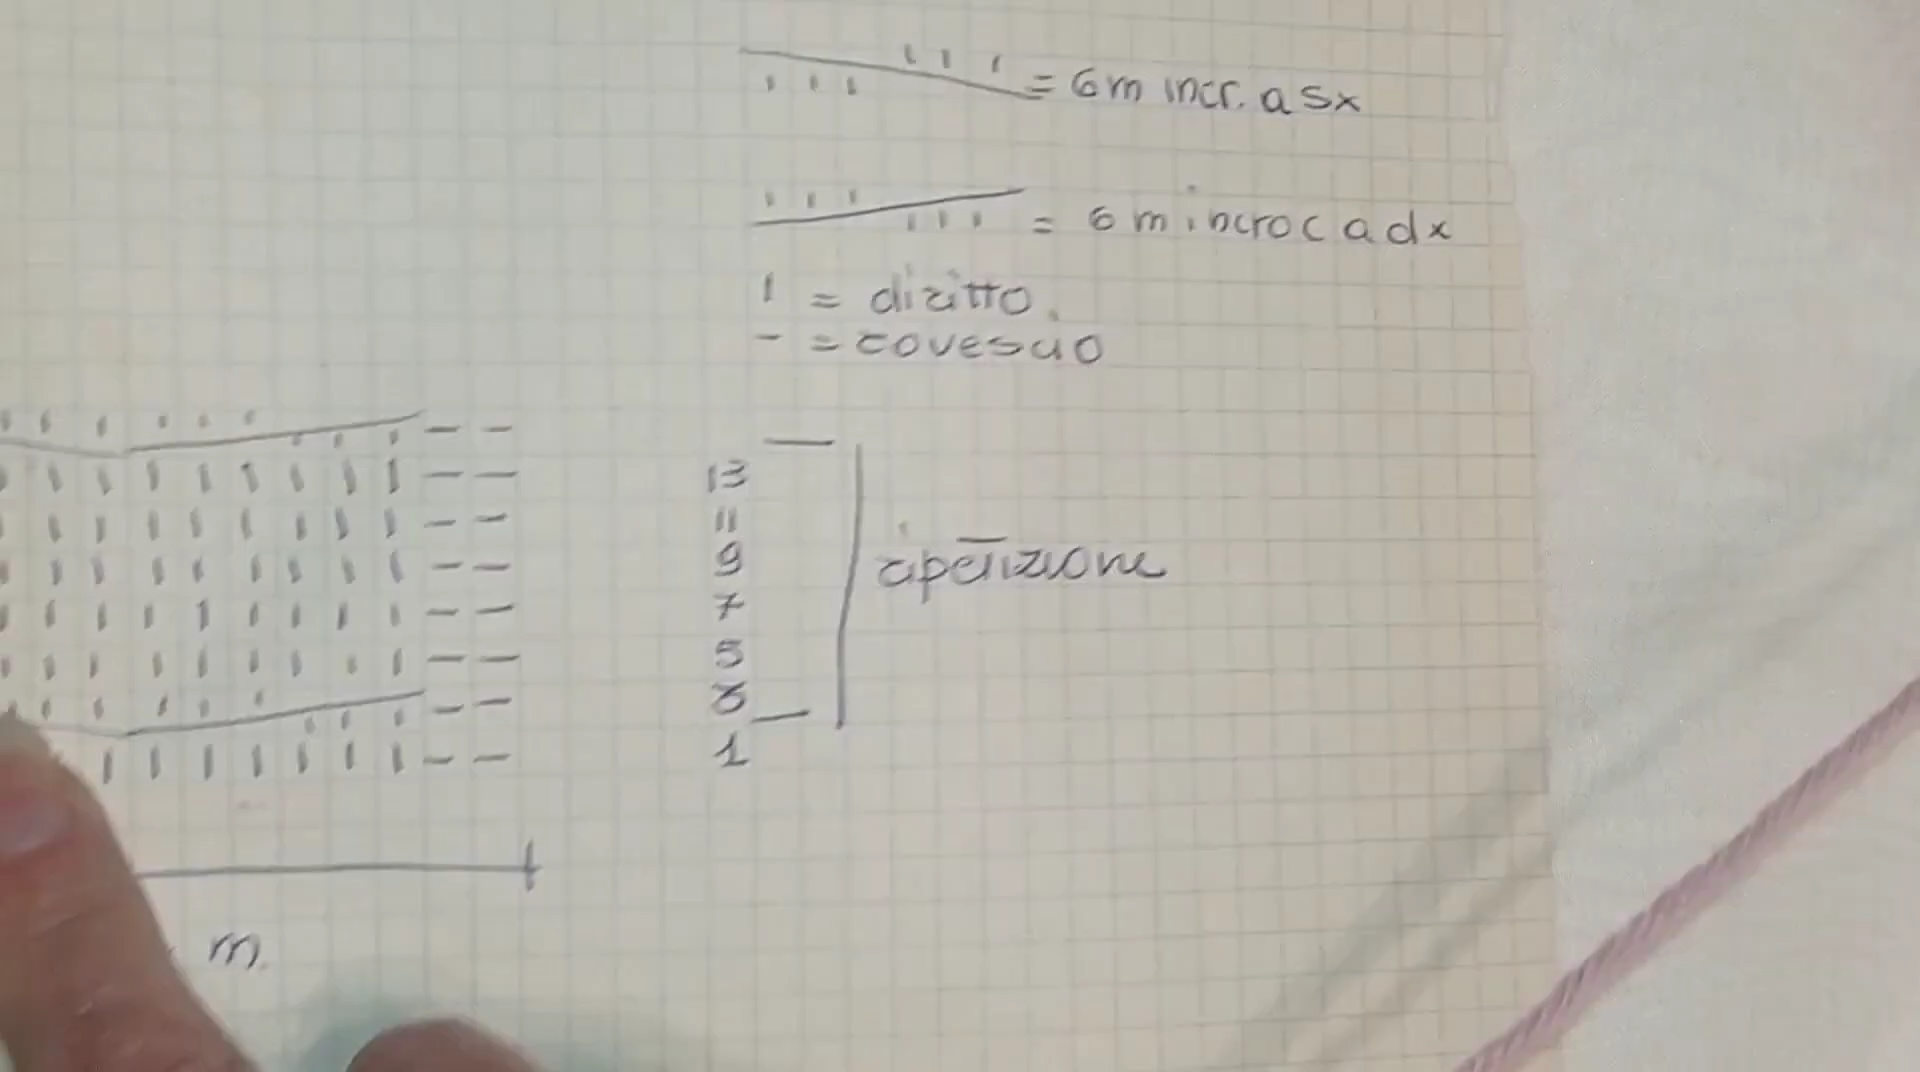 = 6m incr. a sx
= 6 m incroc a dx
I = diritto.
- = rovescio
13
11
9
7
5
3
1
ripetizione
m.